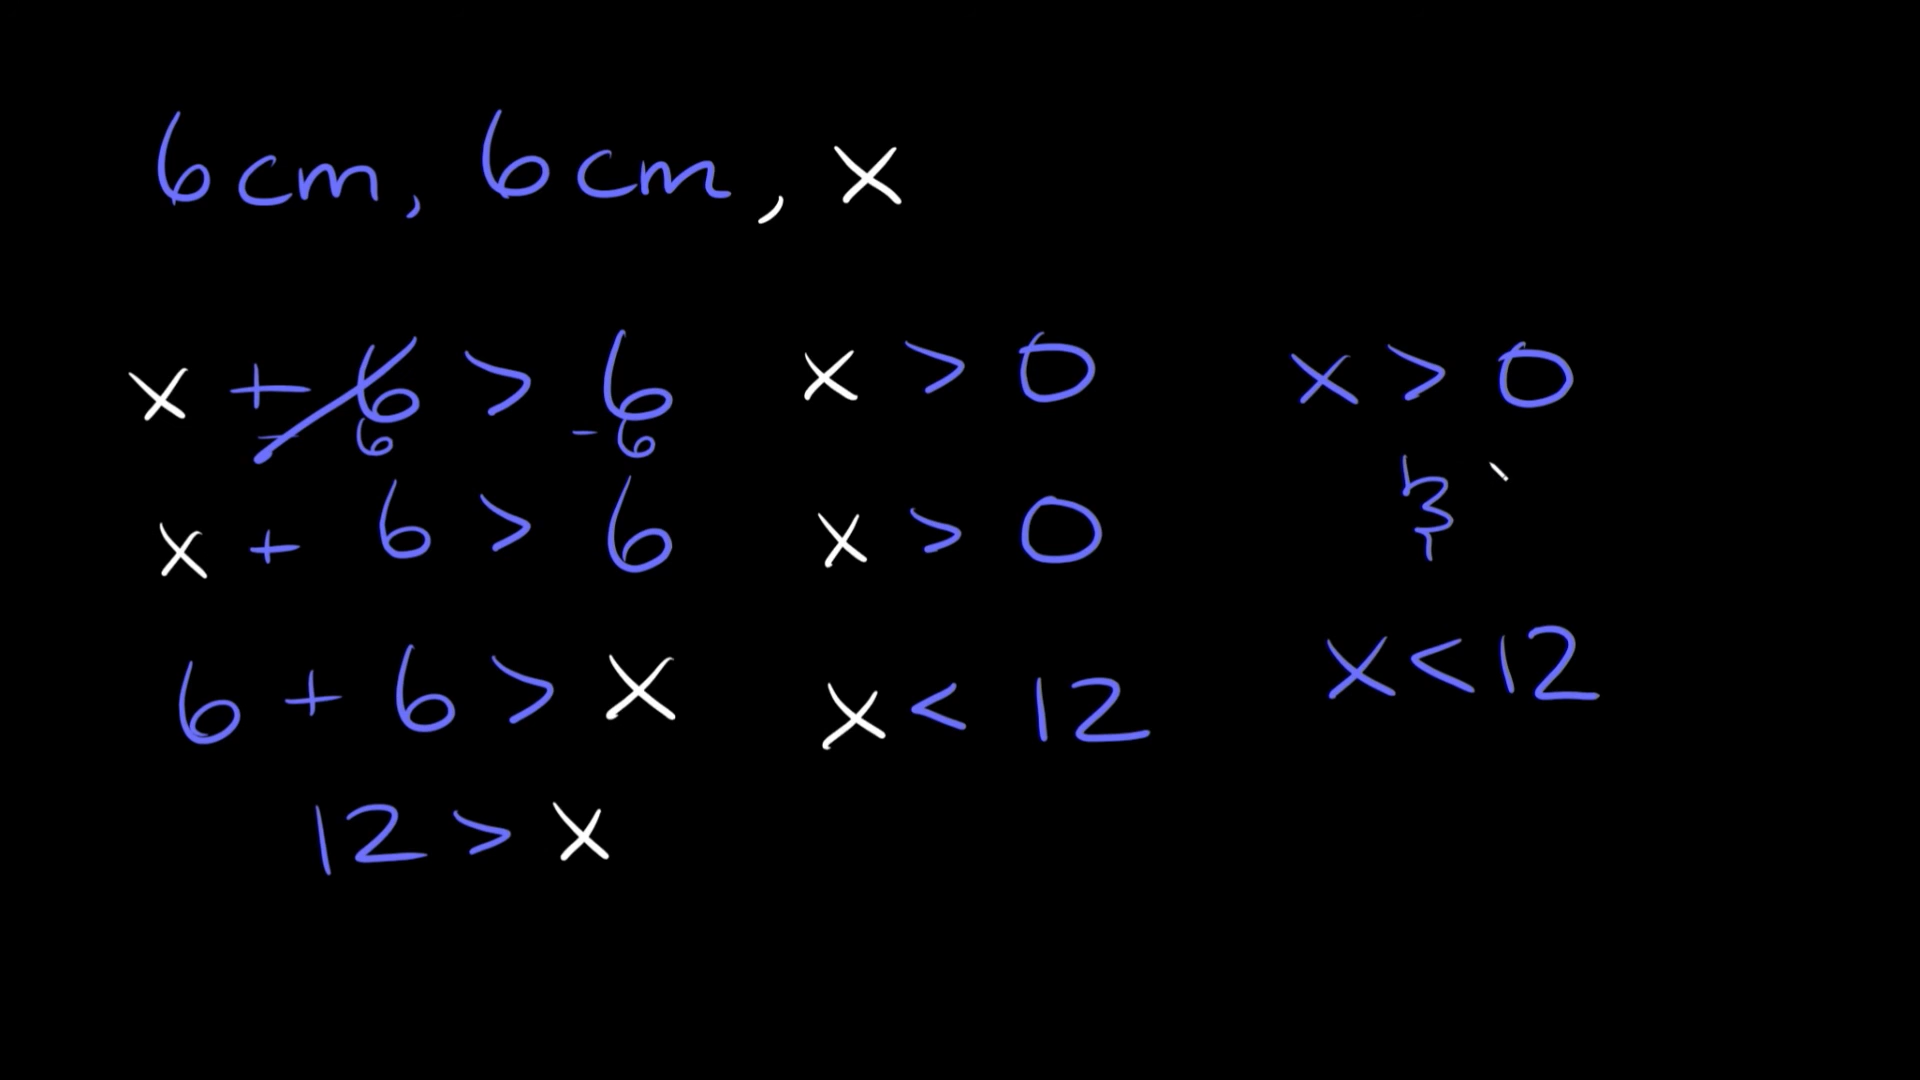 6cm, 6cm, x
x + 6 > 6 x > 0 x > 0
- 6 - 6
x + 6 > 6 x > 0 &
6 + 6 > x x < 12 x < 12
12 > x